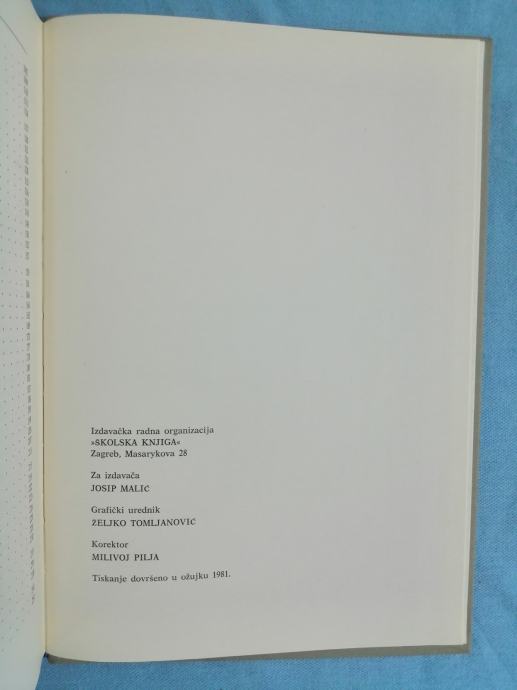 Izdavačka radna organizacija
»ŠKOLSKA KNJIGA«
Zagreb, Masarykova 28
Za izdavača
JOSIP MALIĆ
Grafički urednik
ŽELJKO TOMLJANOVIĆ
Korektor
MILIVOJ PILJA
Tiskanje dovršeno u ožujku 1981.